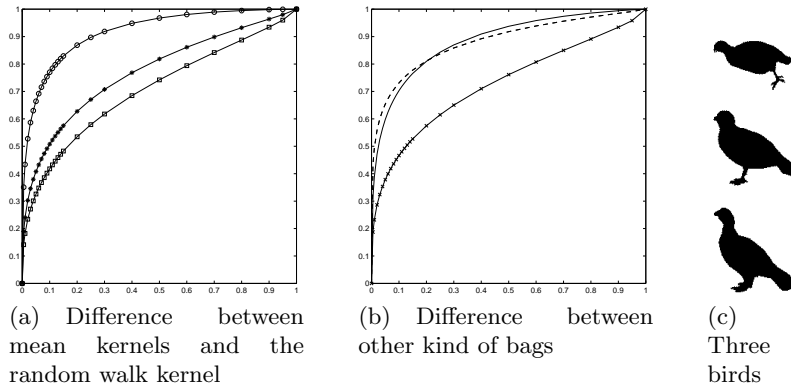 1
0.9
0.8
0.7
0.6
0.5
0.4
0.3
0.2
0.1
0
0 0.1 0.2 0.3 0.4 0.5 0.6 0.7 0.8 0.9 1
(a) Difference between
mean kernels and the
random walk kernel
1
0.9
0.8
0.7
0.6
0.5
0.4
0.3
0.2
0.1
0
0 0.1 0.2 0.3 0.4 0.5 0.6 0.7 0.8 0.9 1
(b) Difference between
other kind of bags
(c)
Three
birds